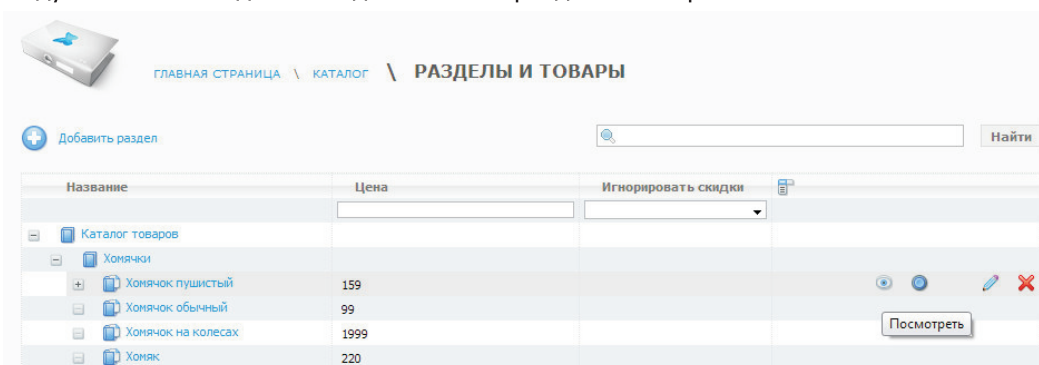 ГЛАВНАЯ СТРАНИЦА \ КАТАЛОГ \ РАЗДЕЛЫ И ТОВАРЫ
Добавить раздел
Найти
Название Цена Игнорировать скидки
Каталог товаров
Хомячки
Хомячок пушистый 159
Хомячок обычный 99
Посмотреть
Хомячок на колесах 1999
Хомяк 220